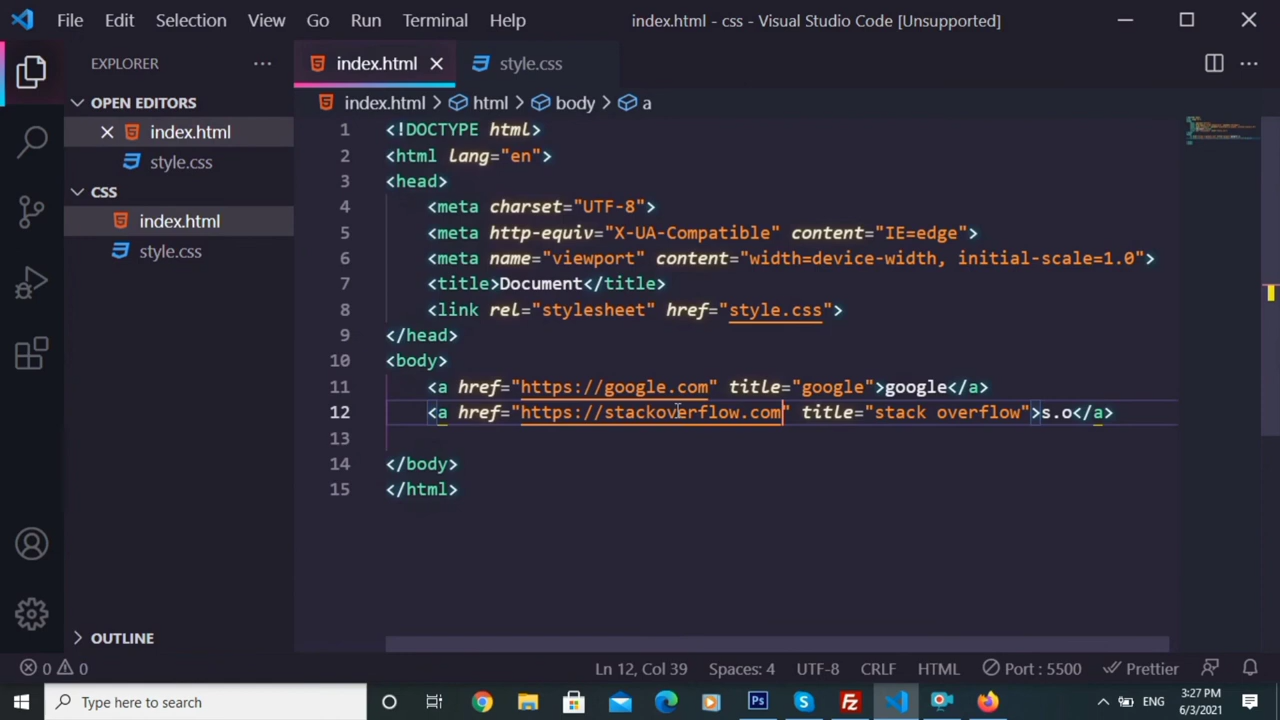 File Edit Selection View Go Run Terminal Help index.html - css - Visual Studio Code [Unsupported]
EXPLORER
index.html
style.css
OPEN EDITORS
index.html
style.css
CSS
index.html
style.css
OUTLINE
index.html > html > body > a
1 <!DOCTYPE html>
2 <html lang="en">
3 <head>
4 <meta charset="UTF-8">
5 <meta http-equiv="X-UA-Compatible" content="IE=edge">
6 <meta name="viewport" content="width=device-width, initial-scale=1.0">
7 <title>Document</title>
8 <link rel="stylesheet" href="style.css">
9 </head>
10 <body>
11 <a href="https://google.com" title="google">google</a>
12 <a href="https://stackoverflow.com" title="stack overflow">s.o</a>
13
14 </body>
15 </html>
0 0 Ln 12, Col 39 Spaces: 4 UTF-8 CRLF HTML Port : 5500 Prettier
Type here to search
ENG
3:27 PM
6/3/2021